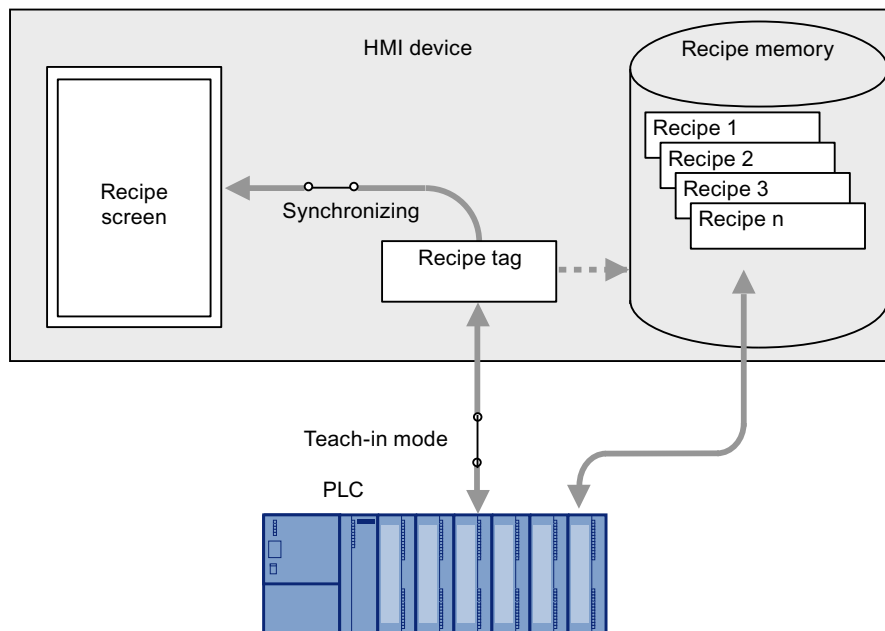 HMI device
Recipe memory
Recipe 1
Recipe 2
Recipe 3
Recipe n
Recipe
screen
Synchronizing
Recipe tag
Teach-in mode
PLC